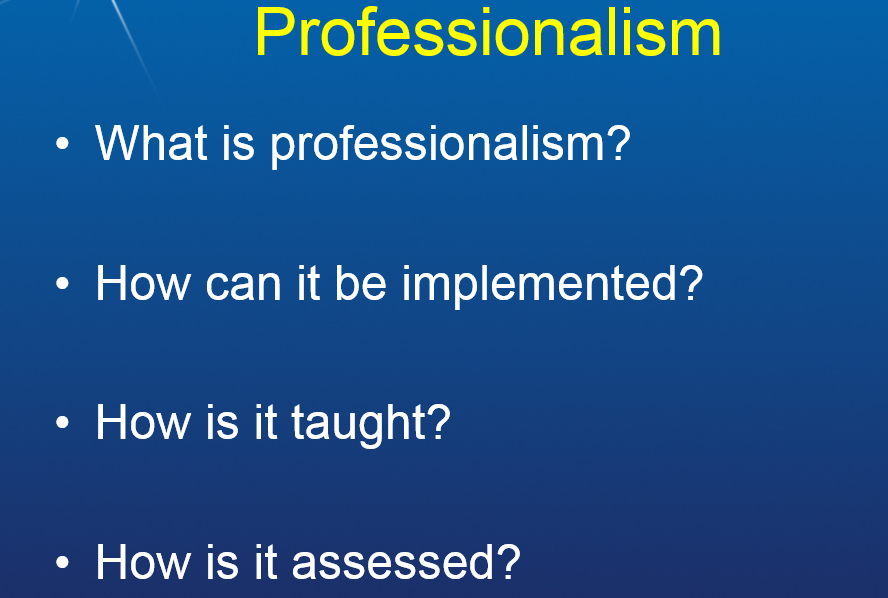 Professionalism
• What is professionalism?
• How can it be implemented?
• How is it taught?
• How is it assessed?